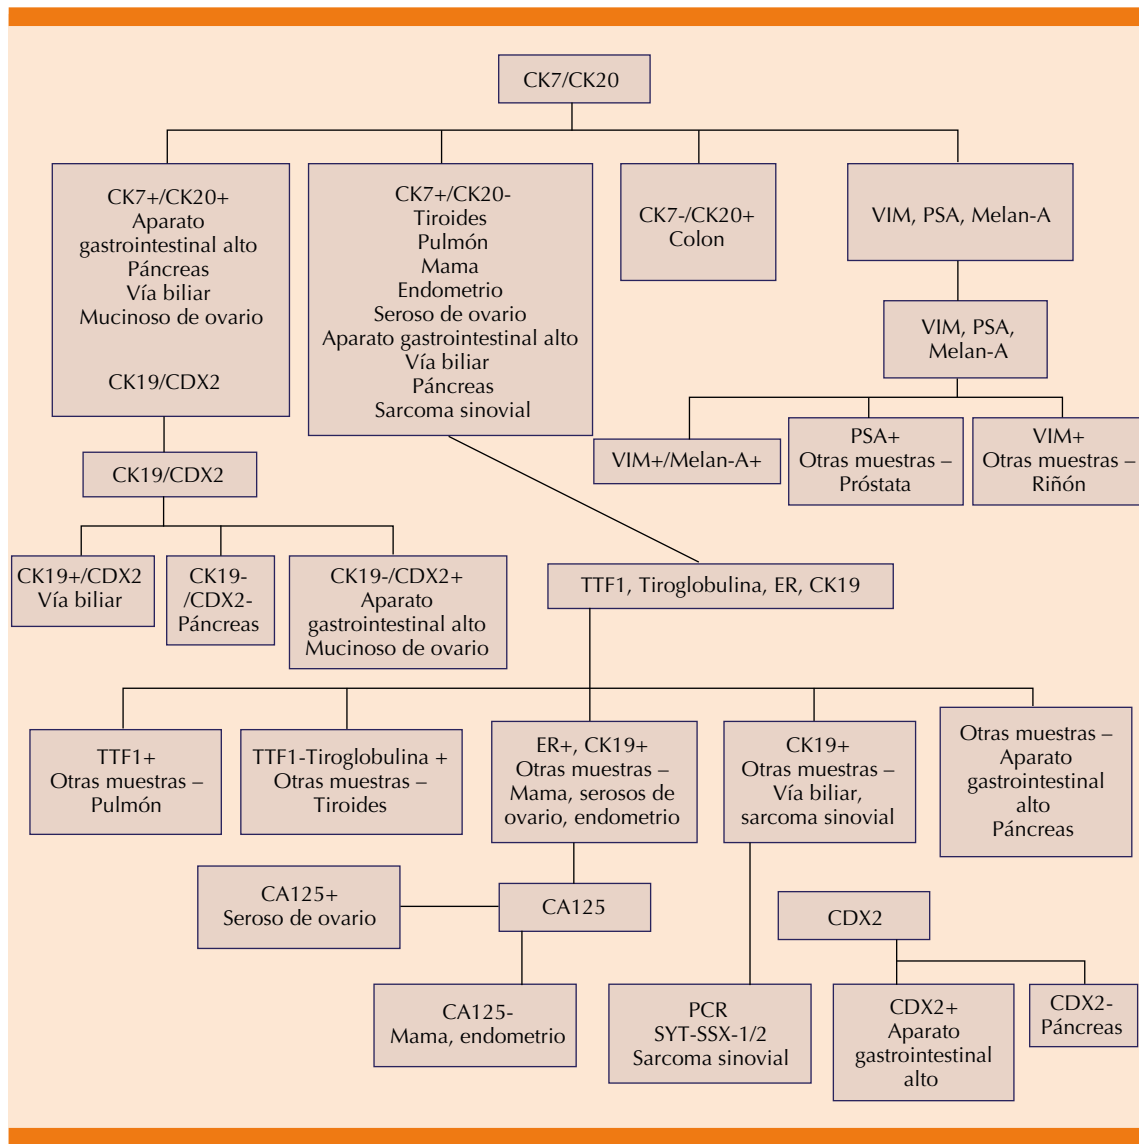 CK7/CK20
CK7+/CK20+
Aparato
gastrointestinal alto
Páncreas
Vía biliar
Mucinoso de ovario
CK19/CDX2
CK7+/CK20-
Tiroides
Pulmón
Mama
Endometrio
Seroso de ovario
Aparato gastrointestinal alto
Vía biliar
Páncreas
Sarcoma sinovial
CK7-/CK20+
Colon
VIM, PSA, Melan-A
VIM, PSA,
Melan-A
CK19/CDX2
VIM+/Melan-A+
PSA+
Otras muestras –
Próstata
VIM+
Otras muestras –
Riñón
CK19+/CDX2
Vía biliar
CK19-
/CDX2-
Páncreas
CK19-/CDX2+
Aparato
gastrointestinal alto
Mucinoso de ovario
TTF1, Tiroglobulina, ER, CK19
TTF1+
Otras muestras –
Pulmón
TTF1-Tiroglobulina +
Otras muestras –
Tiroides
ER+, CK19+
Otras muestras –
Mama, serosos de
ovario, endometrio
CK19+
Otras muestras –
Vía biliar,
sarcoma sinovial
Otras muestras –
Aparato
gastrointestinal
alto
Páncreas
CA125+
Seroso de ovario
CA125
CDX2
CA125-
Mama, endometrio
PCR
SYT-SSX-1/2
Sarcoma sinovial
CDX2+
Aparato
gastrointestinal
alto
CDX2-
Páncreas